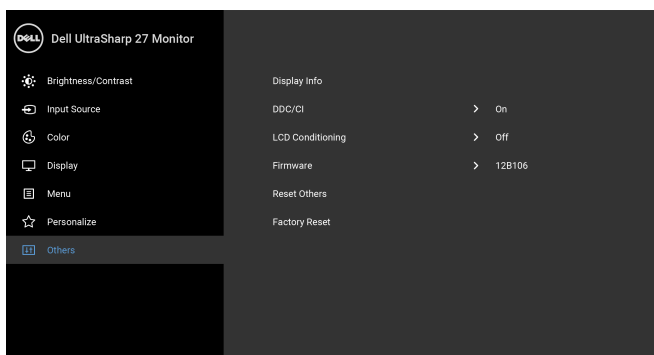 DELL Dell UltraSharp 27 Monitor
Brightness/Contrast
Display Info
Input Source
DDC/CI > On
Color
LCD Conditioning > Off
Display
Firmware > 12B106
Menu
Reset Others
Personalize
Factory Reset
Others